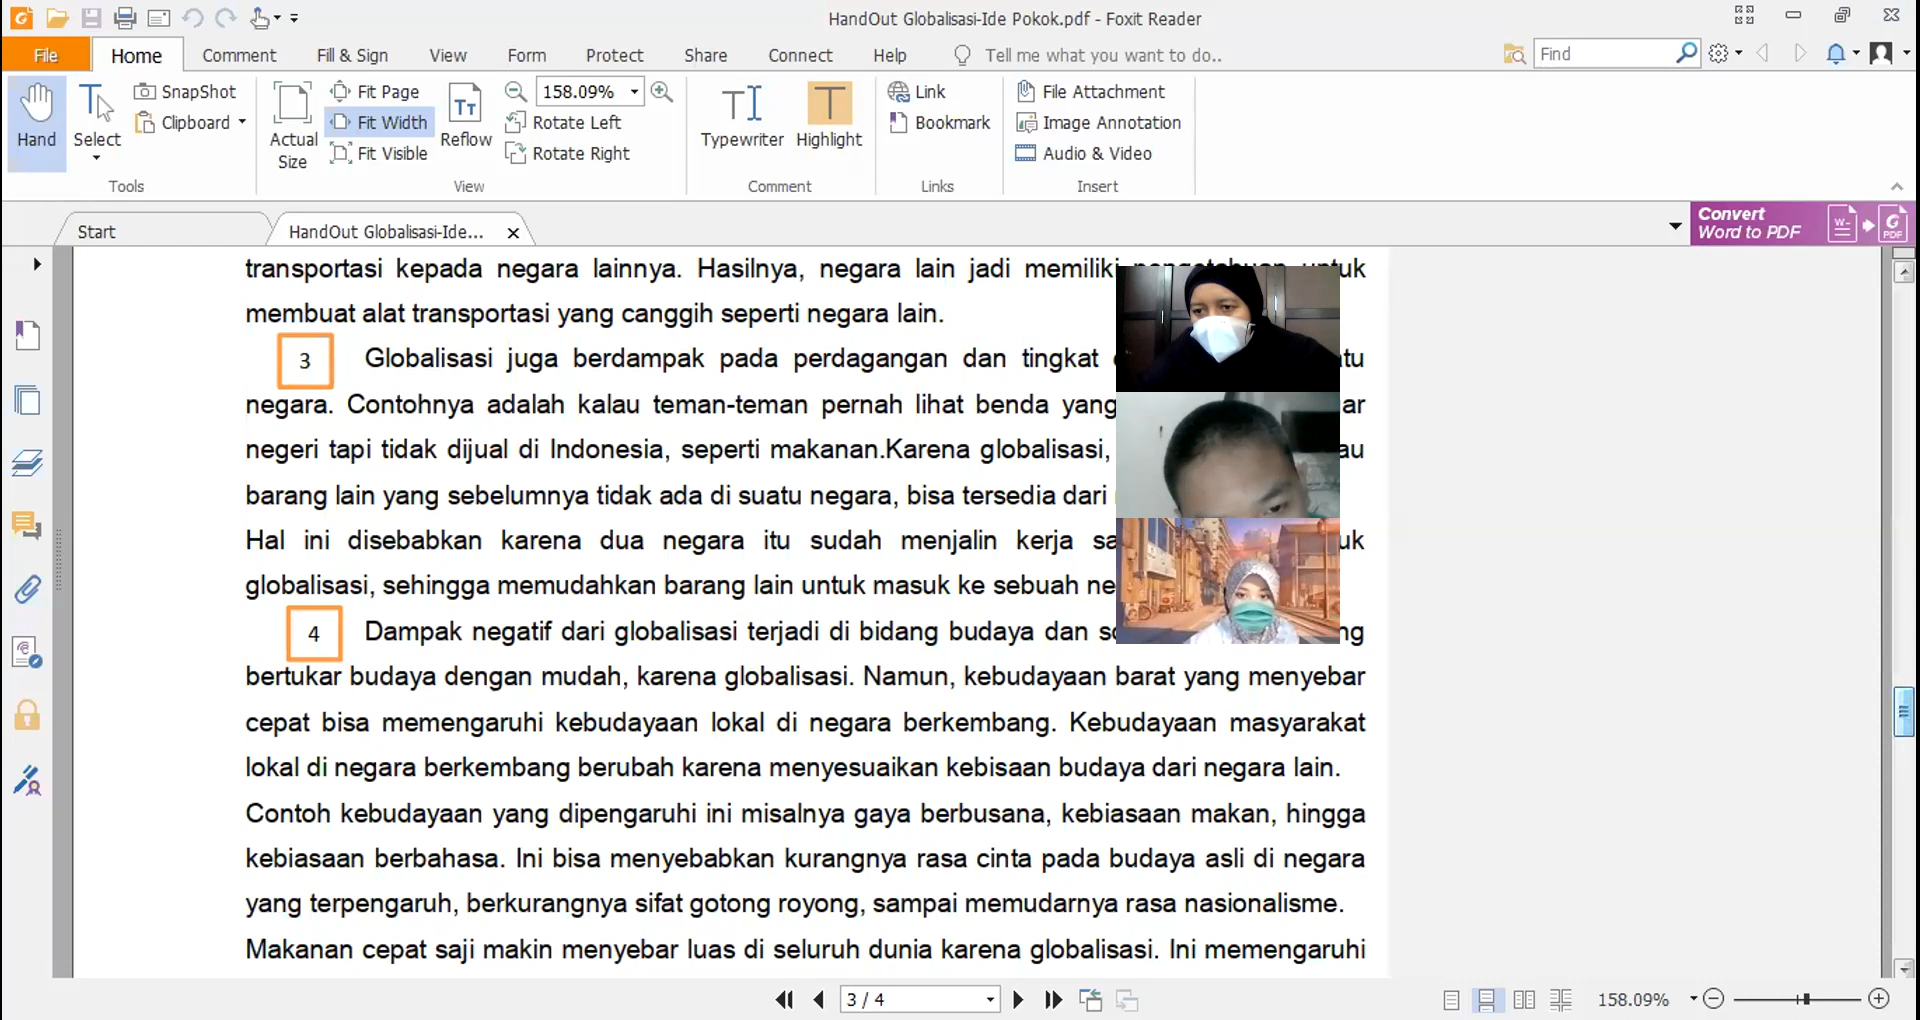 HandOut Globalisasi-Ide Pokok.pdf - Foxit Reader
File Home Comment Fill & Sign View Form Protect Share Connect Help Tell me what you want to do.. Find
Hand
Select
SnapShot
Clipboard
Tools
Actual Size
Fit Page
Fit Width
Fit Visible
Reflow
158.09%
Rotate Left
Rotate Right
View
Typewriter
Highlight
Comment
Link
Bookmark
Links
File Attachment
Image Annotation
Audio & Video
Insert
Start
HandOut Globalisasi-Ide...
Convert
Word to PDF
transportasi kepada negara lainnya. Hasilnya, negara lain jadi memiliki pengetahuan untuk
membuat alat transportasi yang canggih seperti negara lain.
3 Globalisasi juga berdampak pada perdagangan dan tingkat
negara. Contohnya adalah kalau teman-teman pernah lihat benda yang
negeri tapi tidak dijual di Indonesia, seperti makanan.Karena globalisasi,
barang lain yang sebelumnya tidak ada di suatu negara, bisa tersedia dari
Hal ini disebabkan karena dua negara itu sudah menjalin kerja
globalisasi, sehingga memudahkan barang lain untuk masuk ke sebuah
4 Dampak negatif dari globalisasi terjadi di bidang budaya dan
bertukar budaya dengan mudah, karena globalisasi. Namun, kebudayaan barat yang menyebar
cepat bisa memengaruhi kebudayaan lokal di negara berkembang. Kebudayaan masyarakat
lokal di negara berkembang berubah karena menyesuaikan kebisaan budaya dari negara lain.
Contoh kebudayaan yang dipengaruhi ini misalnya gaya berbusana, kebiasaan makan, hingga
kebiasaan berbahasa. Ini bisa menyebabkan kurangnya rasa cinta pada budaya asli di negara
yang terpengaruh, berkurangnya sifat gotong royong, sampai memudarnya rasa nasionalisme.
Makanan cepat saji makin menyebar luas di seluruh dunia karena globalisasi. Ini memengaruhi
3 / 4
158.09%